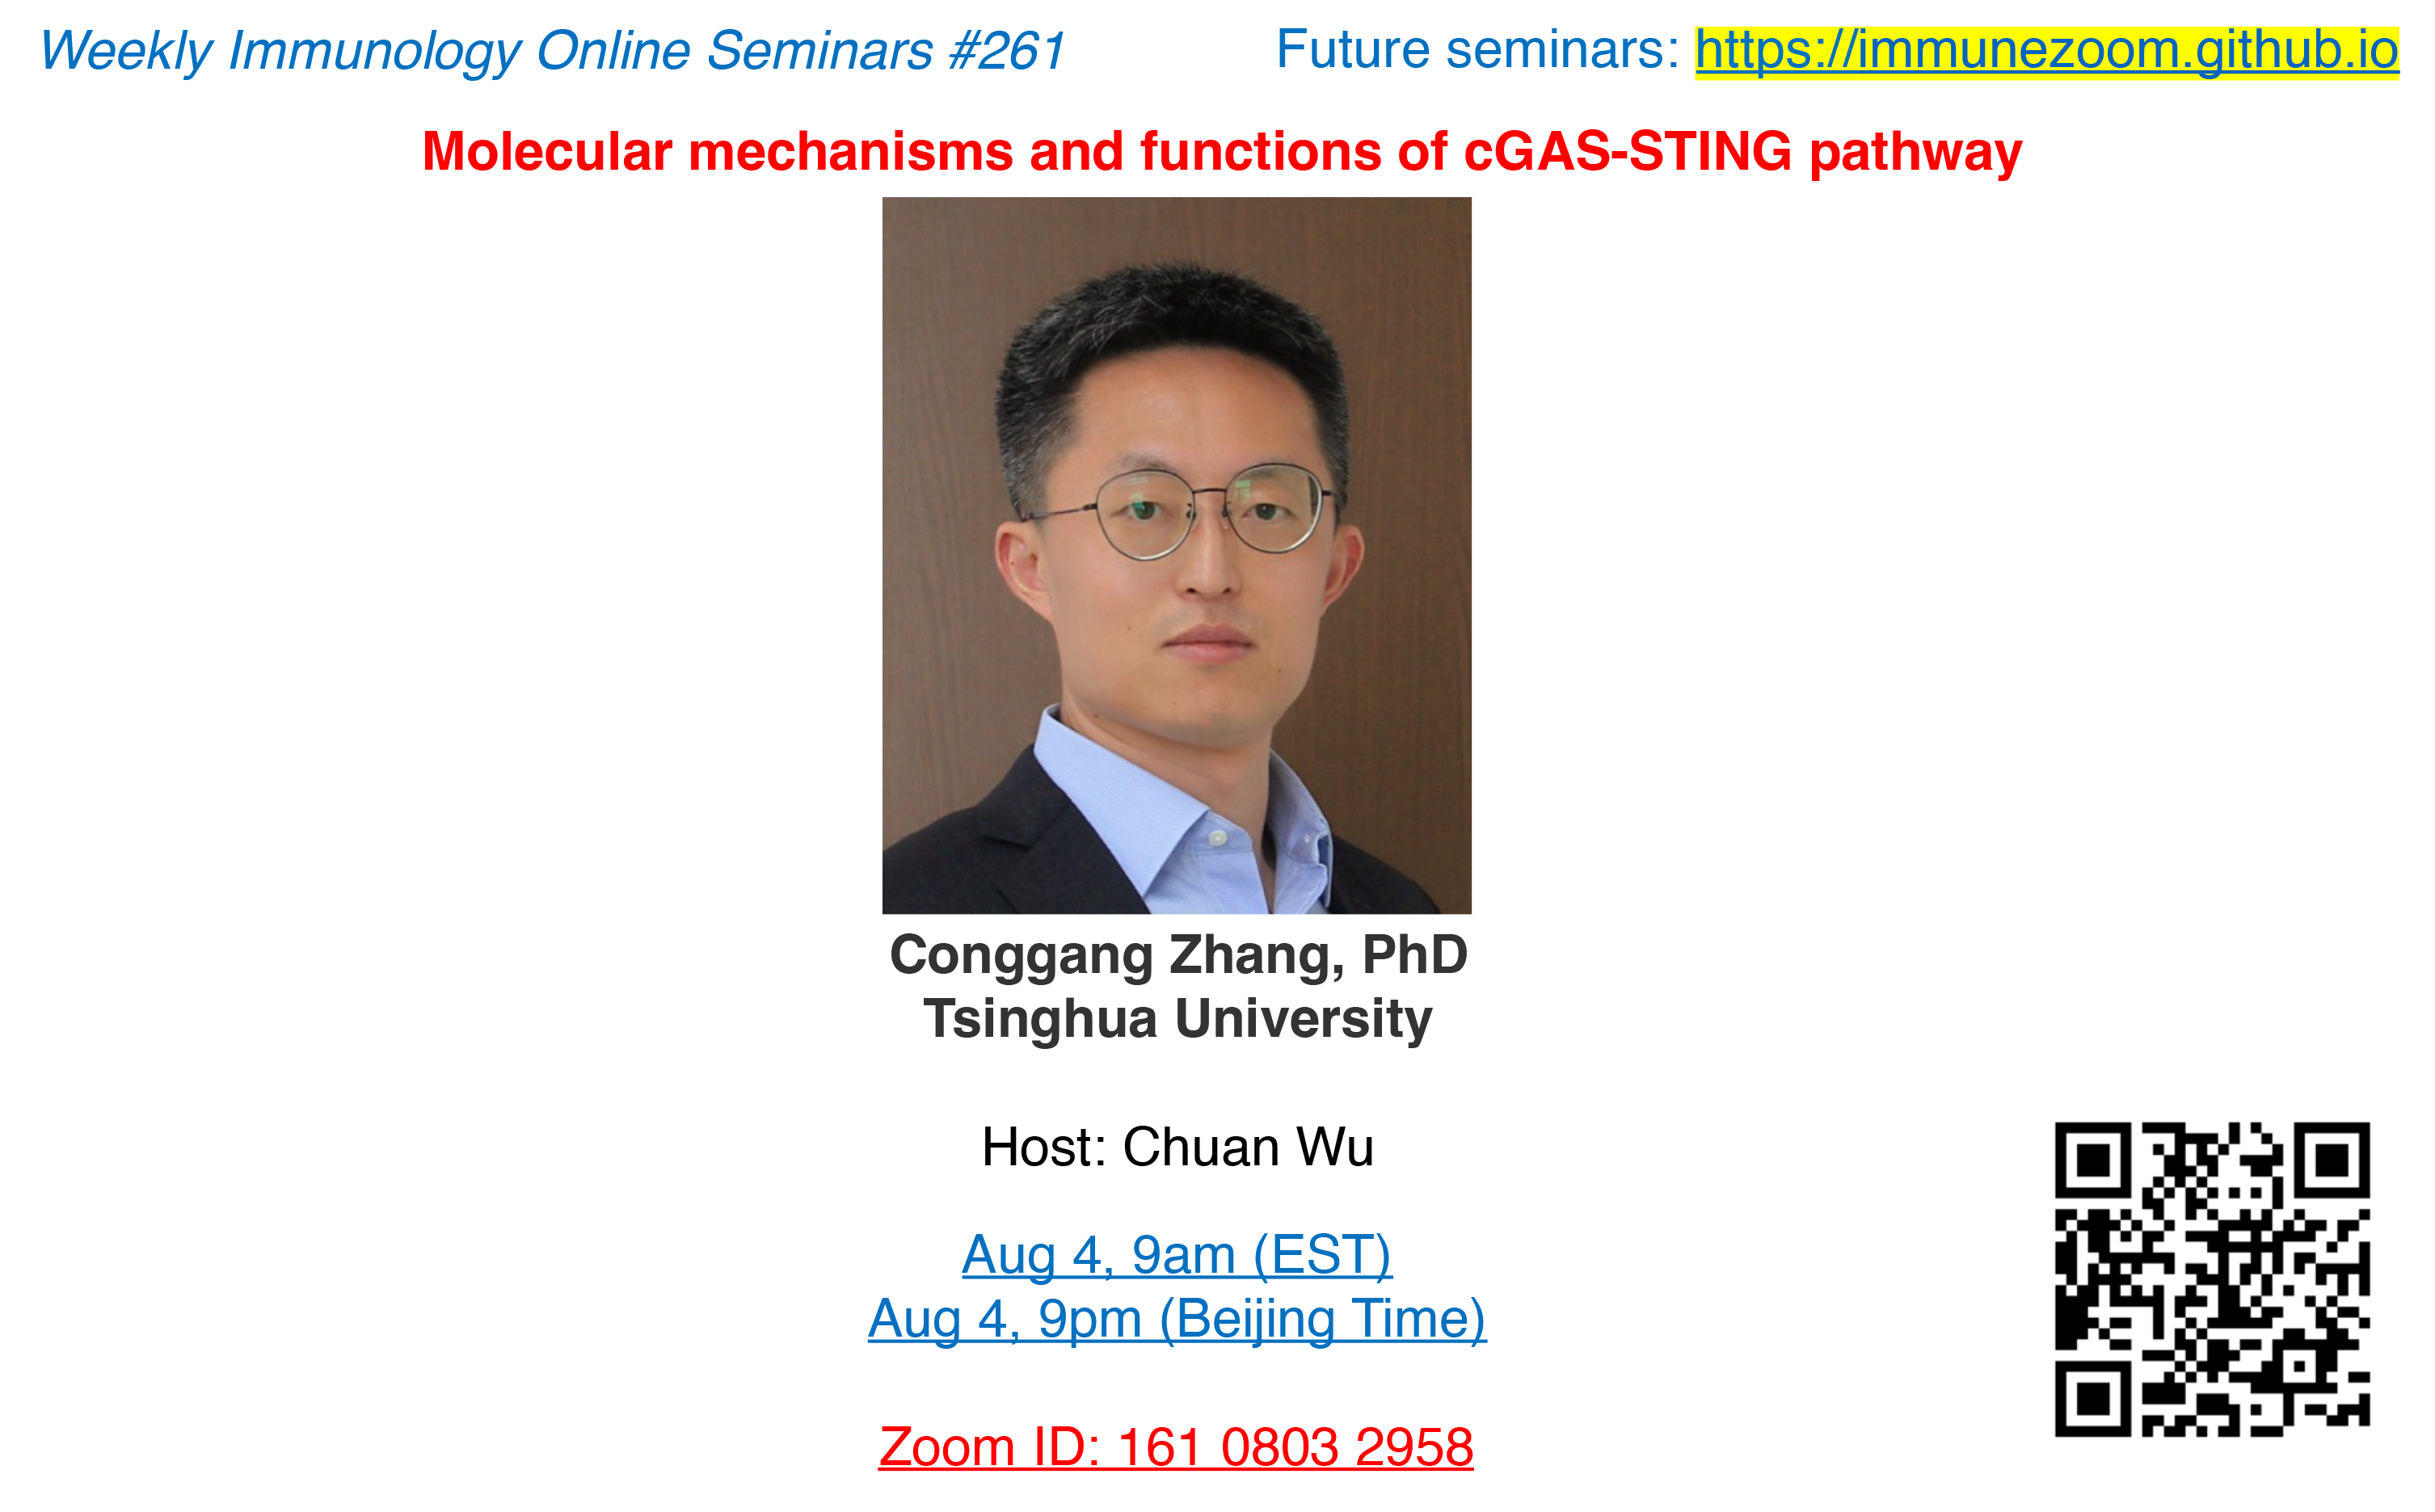 Weekly Immunology Online Seminars #261
Future seminars: https://immunezoom.github.io
Molecular mechanisms and functions of cGAS-STING pathway
Conggang Zhang, PhD
Tsinghua University
Host: Chuan Wu
Aug 4, 9am (EST)
Aug 4, 9pm (Beijing Time)
Zoom ID: 161 0803 2958